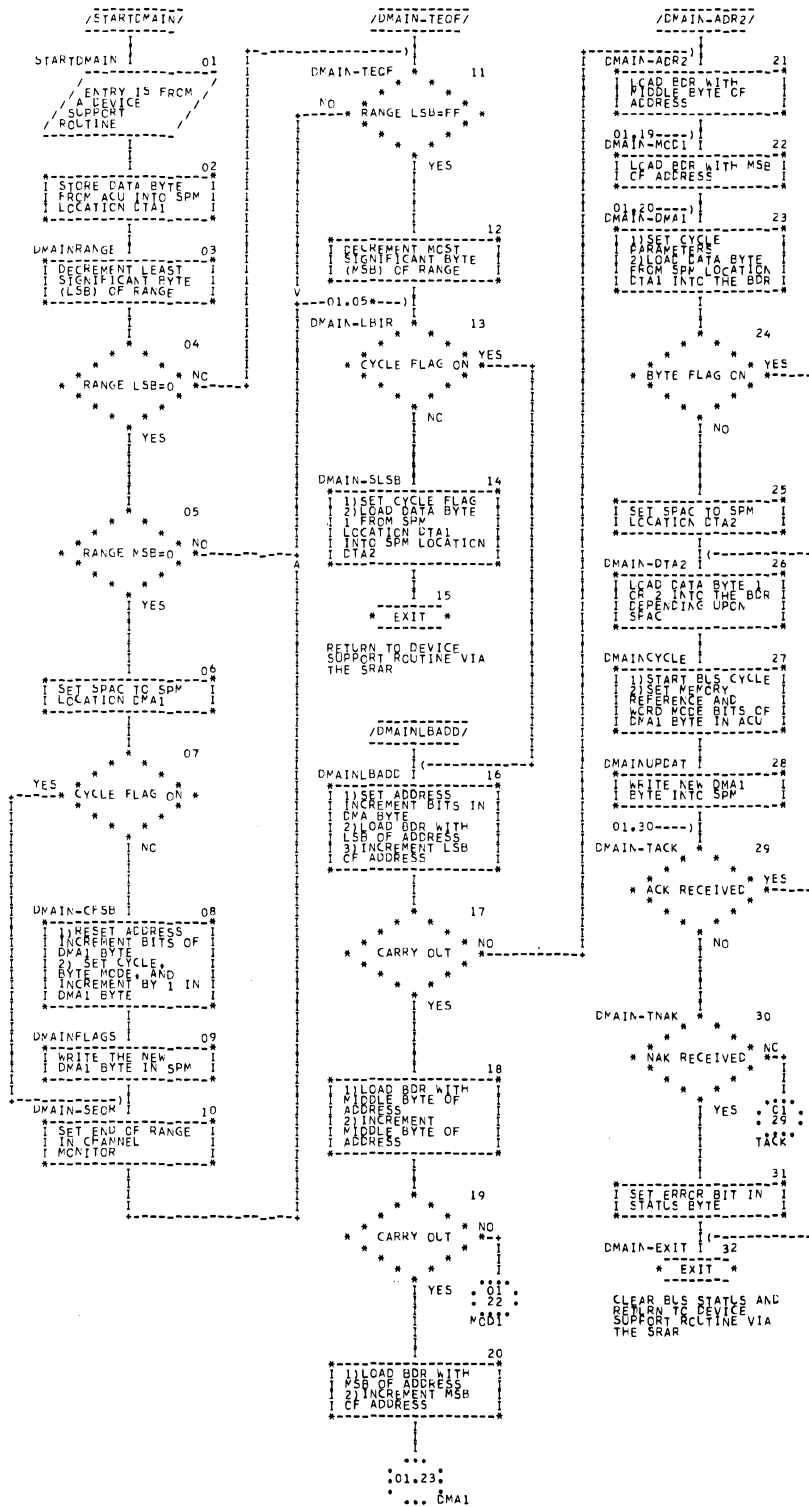 /STARTDMAIN/
STARTDMAIN
01
ENTRY IS FROM
A DEVICE
SUPPORT
ROUTINE
02
STORE DATA BYTE
FROM ACU INTO SPM
LOCATION DTA1
DMAINRANGE
03
DECREMENT LEAST
SIGNIFICANT BYTE
(LSB) OF RANGE
04
RANGE LSB=0
NO
YES
05
RANGE MSB=0
NO
YES
06
SET SPAC TO SPM
LOCATION DMA1
07
YES
CYCLE FLAG ON
NO
DMAIN-CFSB
08
1) RESET ADDRESS
INCREMENT BITS OF
DMA1 BYTE
2) SET CYCLE,
BYTE MODE, AND
INCREMENT BY 1 IN
DMA1 BYTE
DMAINFLAGS
09
WRITE THE NEW
DMA1 BYTE IN SPM
DMAIN-SEOR
10
SET END OF RANGE
IN CHANNEL
MONITOR
/DMAIN-TEOF/
DMAIN-TEOF
11
NO
RANGE LSB=FF
YES
12
DECREMENT MOST
SIGNIFICANT BYTE
(MSB) OF RANGE
01.05
DMAIN-LBIR
13
CYCLE FLAG ON
YES
NO
DMAIN-SLSB
14
1)SET CYCLE FLAG
2)LOAD DATA BYTE
1 FROM SPM
LOCATION DTA1
INTO SPM LOCATION
DTA2
15
EXIT
RETURN TO DEVICE
SUPPORT ROUTINE VIA
THE SRAR
/DMAINLBADD/
DMAINLBADD
16
1)SET ADDRESS
INCREMENT BITS IN
DMA BYTE
2)LOAD BDR WITH
LSB OF ADDRESS
3)INCREMENT LSB
OF ADDRESS
17
CARRY OUT
NO
YES
18
1)LOAD BDR WITH
MIDDLE BYTE OF
ADDRESS
2)INCREMENT
MIDDLE BYTE OF
ADDRESS
19
CARRY OUT
NO
YES
01
22
MOD1
20
1)LOAD BDR WITH
MSB OF ADDRESS
2)INCREMENT MSB
OF ADDRESS
01.23
DMA1
/DMAIN-ADR2/
DMAIN-ADR2
21
LOAD BDR WITH
MIDDLE BYTE OF
ADDRESS
01.19
DMAIN-MOD1
22
LOAD BDR WITH MSB
OF ADDRESS
01.20
DMAIN-DMA1
23
1)SET CYCLE
PARAMETERS
2)LOAD DATA BYTE
FROM SPM LOCATION
DTA1 INTO THE BDR
24
BYTE FLAG ON
YES
NO
25
SET SPAC TO SPM
LOCATION DTA2
DMAIN-DTA2
26
LOAD DATA BYTE 1
OR 2 INTO THE BDR
DEPENDING UPON
SPAC
DMAINCYCLE
27
1)START BUS CYCLE
2)SET MEMORY
REFERENCE AND
WORD MODE BITS OF
DMA1 BYTE IN ACU
DMAINUPDAT
28
WRITE NEW DMA1
BYTE INTO SPM
01.30
DMAIN-TACK
29
ACK RECEIVED
YES
NO
DMAIN-TNAK
30
NAK RECEIVED
NO
YES
01
29
TACK
31
SET ERROR BIT IN
STATUS BYTE
DMAIN-EXIT
32
EXIT
CLEAR BUS STATUS AND
RETURN TO DEVICE
SUPPORT ROUTINE VIA
THE SRAR